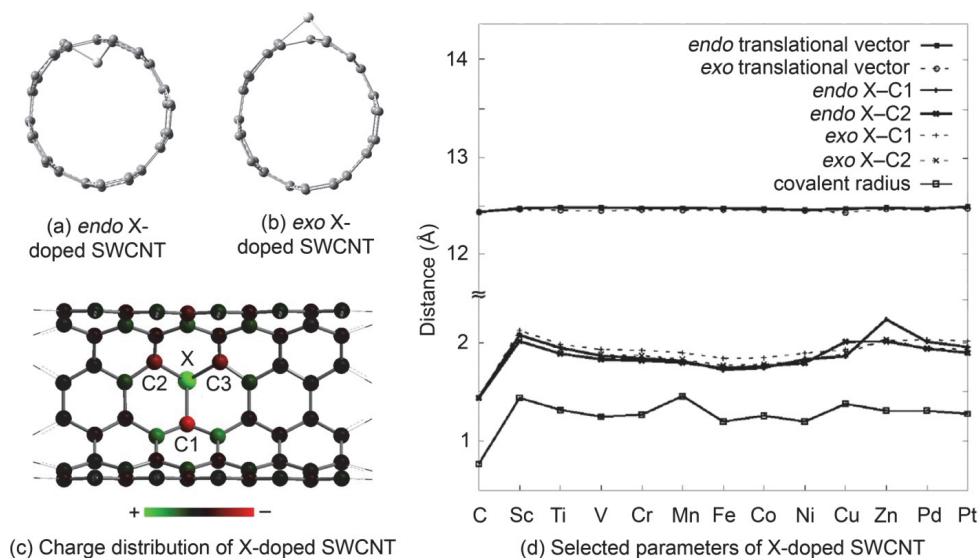 (a) endo X-
doped SWCNT
(b) exo X-
doped SWCNT
X
C2
C3
C1
+
−
(c) Charge distribution of X-doped SWCNT
endo translational vector
exo translational vector
endo X–C1
endo X–C2
exo X–C1
exo X–C2
covalent radius
Distance (Å)
14
13
12
2
1
C Sc Ti V Cr Mn Fe Co Ni Cu Zn Pd Pt
(d) Selected parameters of X-doped SWCNT